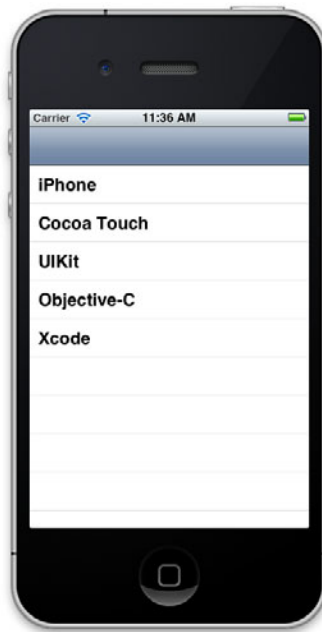 Carrier 11:36 AM
iPhone
Cocoa Touch
UIKit
Objective-C
Xcode